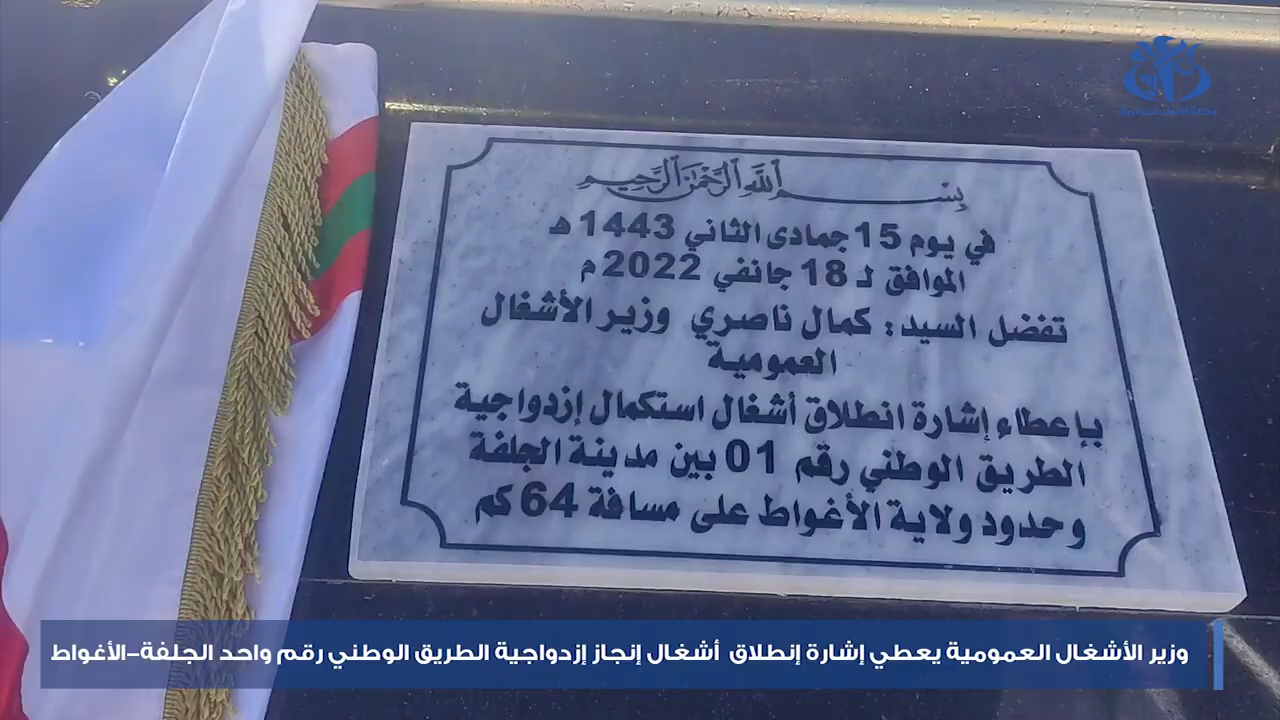 وكالة الأنباء الجزائرية
بسم الله الرحمن الرحيم
في يوم 15 جمادى الثاني 1443 هـ
الموافق لـ 18 جانفي 2022 م
تفضل السيد : كمال ناصري وزير الأشغال
العمومية
بإعطاء إشارة انطلاق أشغال استكمال إزدواجية
الطريق الوطني رقم 01 بين مدينة الجلفة
وحدود ولاية الأغواط على مسافة 64 كم
وزير الأشغال العمومية يعطي إشارة إنطلاق أشغال إنجاز إزدواجية الطريق الوطني رقم واحد الجلفة-الأغواط